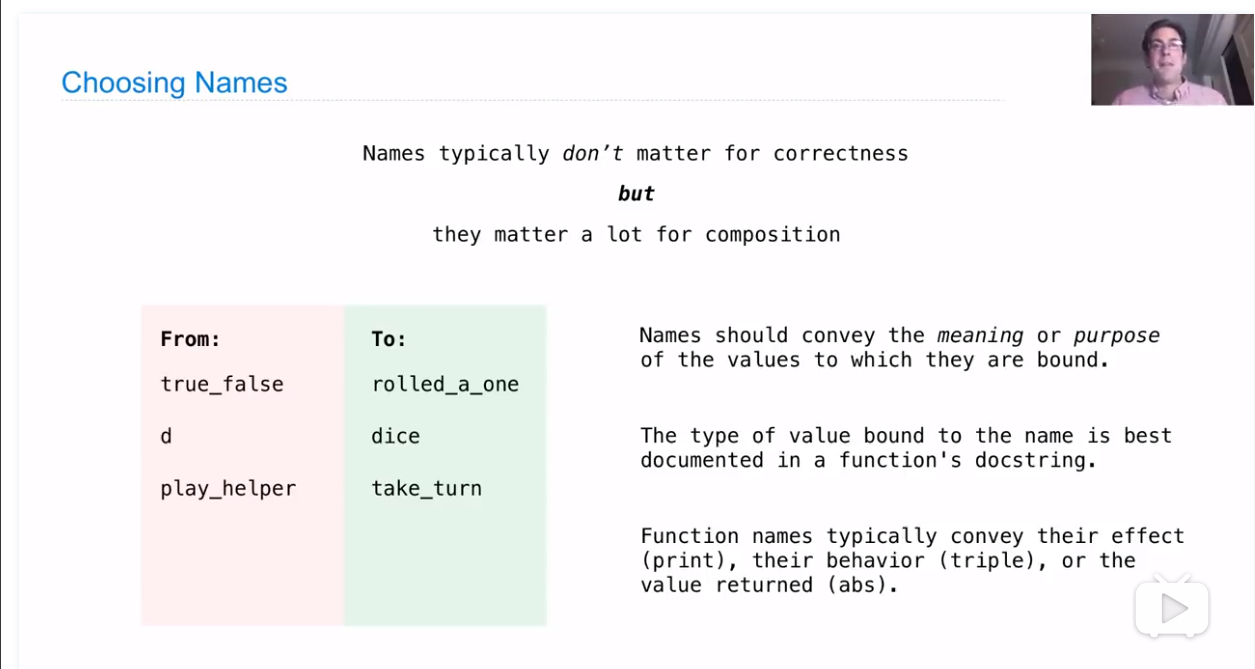 Choosing Names
Names typically don’t matter for correctness
but
they matter a lot for composition
From:
true_false
d
play_helper
To:
rolled_a_one
dice
take_turn
Names should convey the meaning or purpose
of the values to which they are bound.
The type of value bound to the name is best
documented in a function's docstring.
Function names typically convey their effect
(print), their behavior (triple), or the
value returned (abs).